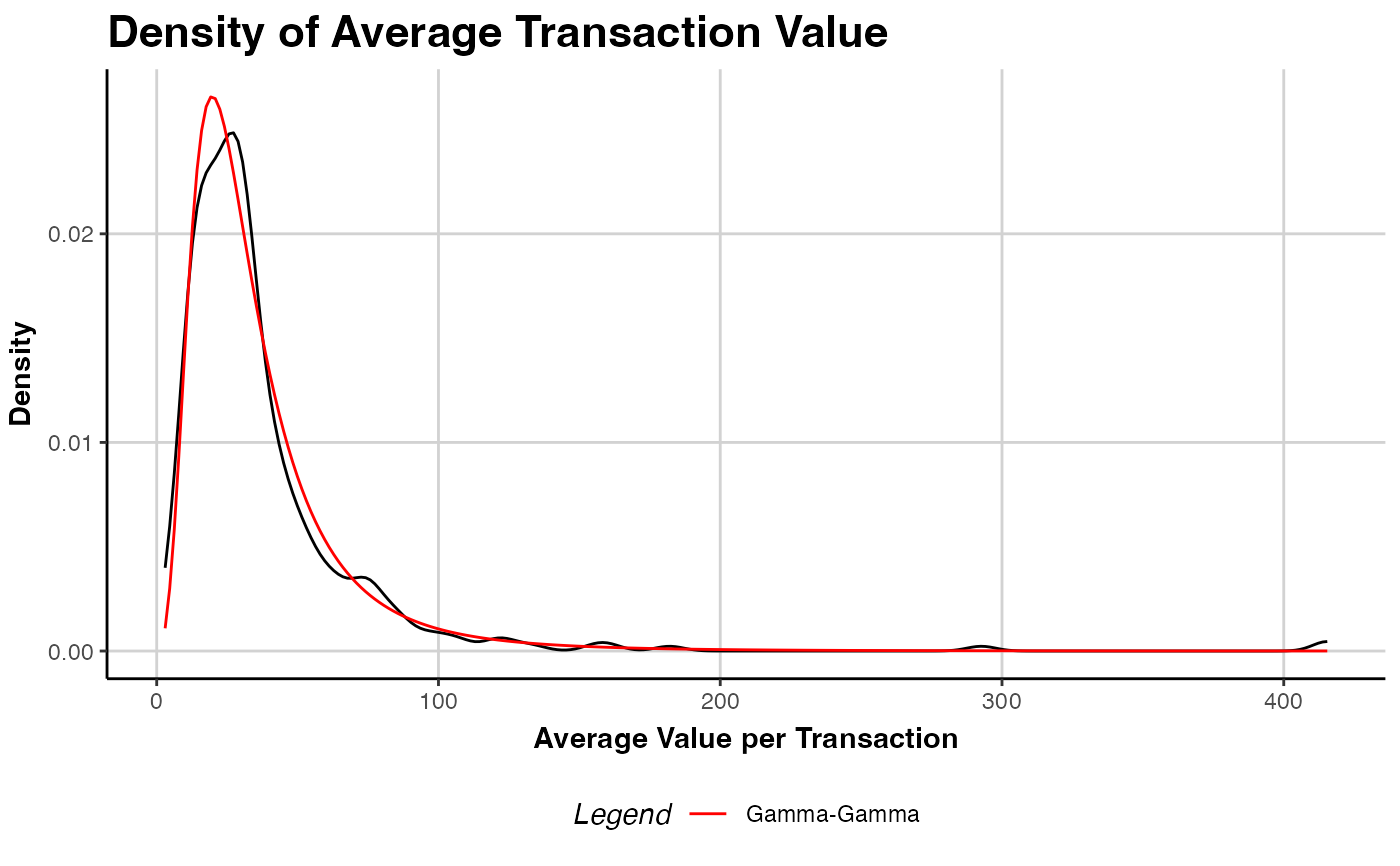 Density of Average Transaction Value
Density
0.02
0.01
0.00
0 100 200 300 400
Average Value per Transaction
Legend Gamma-Gamma